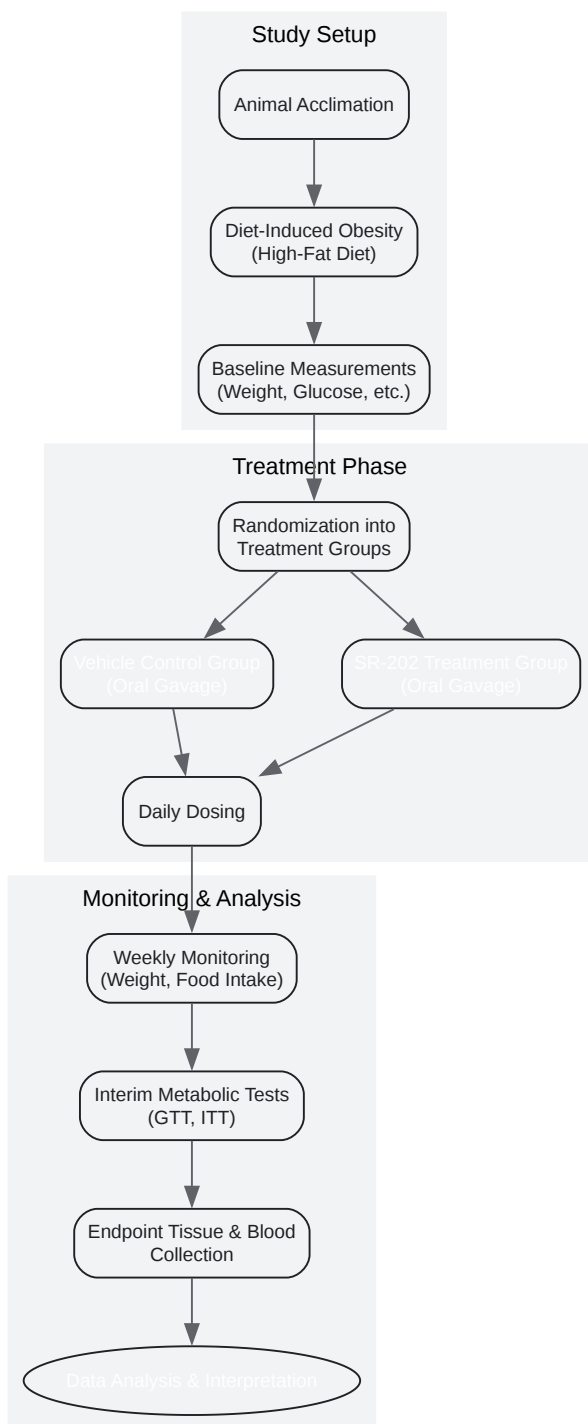 Study Setup
Animal Acclimation
Diet-Induced Obesity
(High-Fat Diet)
Baseline Measurements
(Weight, Glucose, etc.)
Treatment Phase
Randomization into
Treatment Groups
Vehicle Control Group
(Oral Gavage)
SR-202 Treatment Group
(Oral Gavage)
Daily Dosing
Monitoring & Analysis
Weekly Monitoring
(Weight, Food Intake)
Interim Metabolic Tests
(GTT, ITT)
Endpoint Tissue & Blood
Collection
Data Analysis & Interpretation